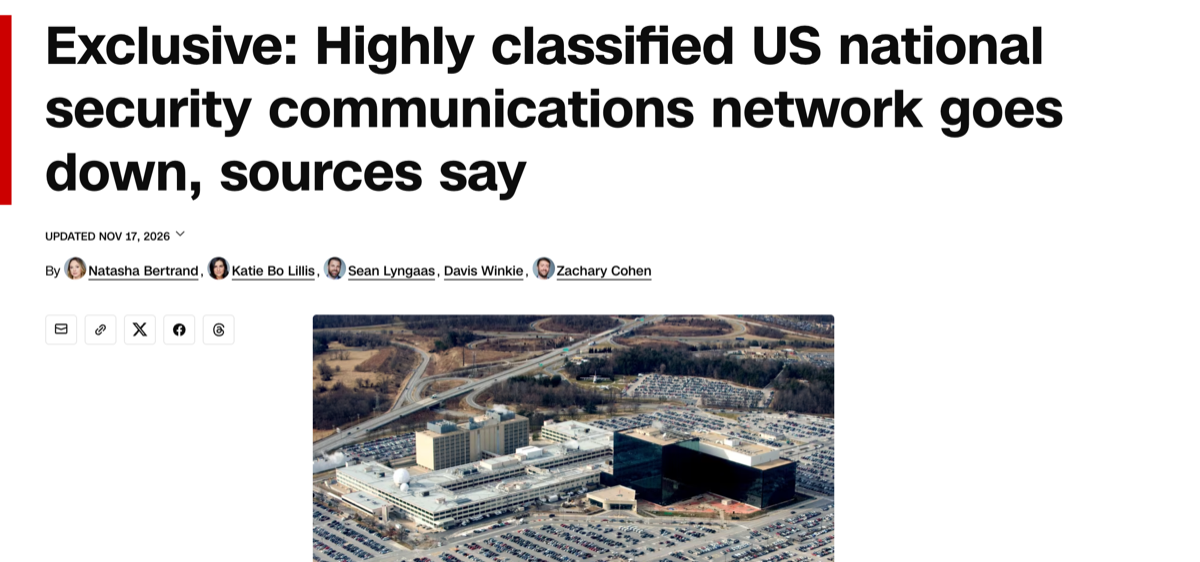 Exclusive: Highly classified US national
security communications network goes
down, sources say
UPDATED NOV 17, 2026
By Natasha Bertrand, Katie Bo Lillis, Sean Lyngaas, Davis Winkie, Zachary Cohen